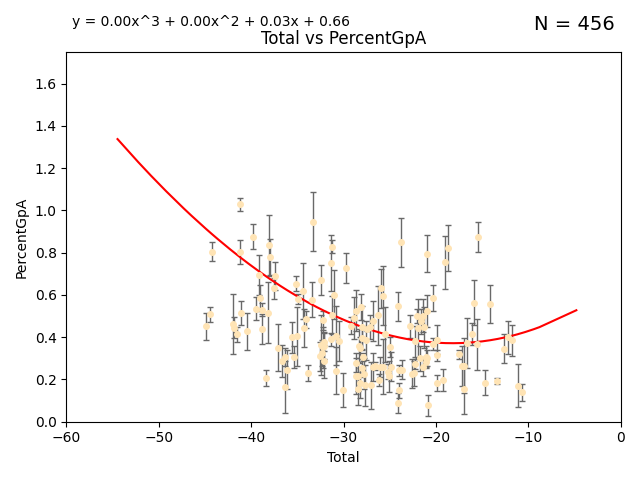 y = 0.00x^3 + 0.00x^2 + 0.03x + 0.66
N = 456
Total vs PercentGpA
PercentGpA
1.6
1.4
1.2
1.0
0.8
0.6
0.4
0.2
0.0
−60 −50 −40 −30 −20 −10 0
Total